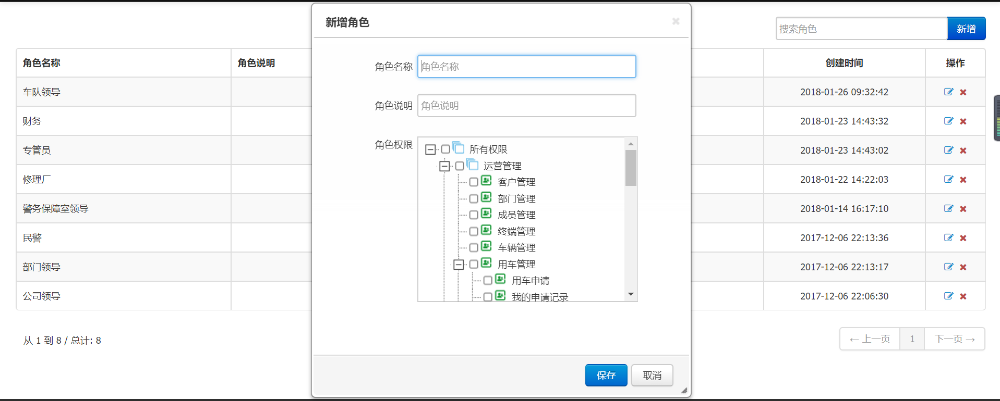 新增角色
×
搜索角色 新增
角色名称 角色说明 创建时间 操作
车队领导 2018-01-26 09:32:42
财务 2018-01-23 14:43:32
专管员 2018-01-23 14:43:02
修理厂 2018-01-22 14:22:03
警务保障室领导 2018-01-14 16:17:10
民警 2017-12-06 22:13:36
部门领导 2017-12-06 22:13:17
公司领导 2017-12-06 22:06:30
角色名称 角色名称
角色说明 角色说明
角色权限
所有权限
运营管理
客户管理
部门管理
成员管理
终端管理
车辆管理
用车管理
用车申请
我的申请记录
从 1 到 8 / 总计: 8
← 上一页 1 下一页 →
保存 取消